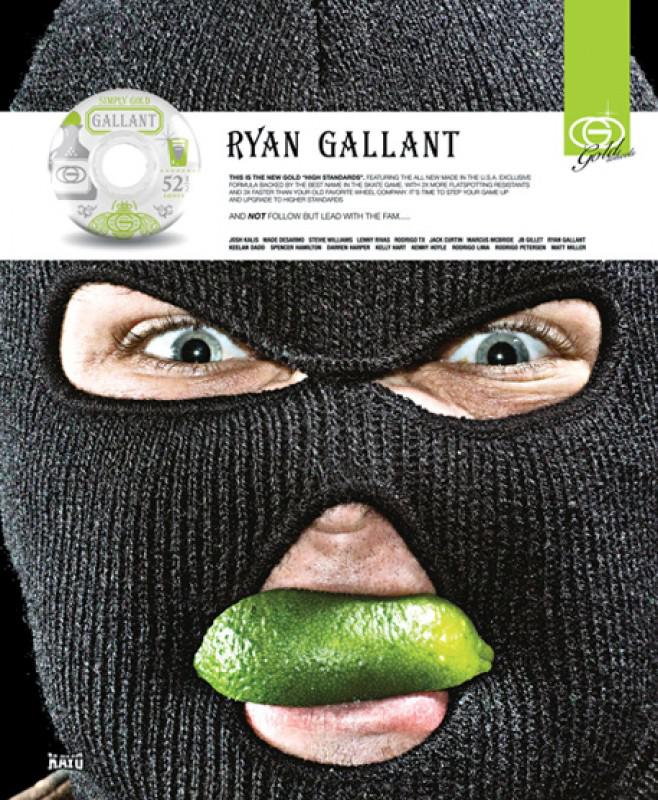 SIMPLY GOLD
GALLANT
52
RYAN GALLANT
THIS IS THE NEW GOLD "HIGH STANDARDS". FEATURING THE ALL NEW MADE IN THE U.S.A. EXCLUSIVE
FORMULA BACKED BY THE BEST NAME IN THE SKATE GAME, WITH 2X MORE FLATSPOTTING RESISTANTS
AND 3X FASTER THAN YOUR OLD FAVORITE WHEEL COMPANY. IT'S TIME TO STEP YOUR GAME UP
AND UPGRADE TO HIGHER STANDARDS
AND NOT FOLLOW BUT LEAD WITH THE FAM.....
JOSH KALIS WADE DESARMO STEVIE WILLIAMS LENNY RIVAS RODRIGO TX JACK CURTIN MARCUS MCBRIDE JB GILLET RYAN GALLANT
KEELAN DADD SPENCER HAMILTON DARREN HARPER KELLY HART KENNY HOYLE RODRIGO LIMA RODRIGO PETERSEN MATT MILLER
Gold
wheels
KAYO